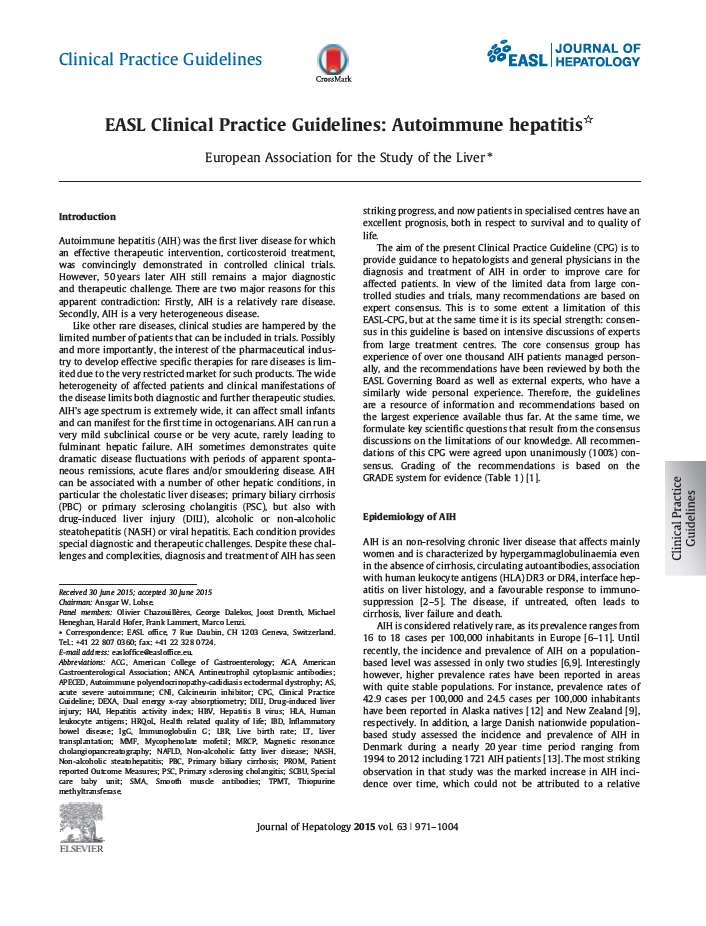 Clinical Practice Guidelines
CrossMark
EASL
JOURNAL OF
HEPATOLOGY
EASL Clinical Practice Guidelines: Autoimmune hepatitis☆
European Association for the Study of the Liver*
Introduction
Autoimmune hepatitis (AIH) was the first liver disease for which
an effective therapeutic intervention, corticosteroid treatment,
was convincingly demonstrated in controlled clinical trials.
However, 50 years later AIH still remains a major diagnostic
and therapeutic challenge. There are two major reasons for this
apparent contradiction: Firstly, AIH is a relatively rare disease.
Secondly, AIH is a very heterogeneous disease.
Like other rare diseases, clinical studies are hampered by the
limited number of patients that can be included in trials. Possibly
and more importantly, the interest of the pharmaceutical indus-
try to develop effective specific therapies for rare diseases is lim-
ited due to the very restricted market for such products. The wide
heterogeneity of affected patients and clinical manifestations of
the disease limits both diagnostic and further therapeutic studies.
AIH's age spectrum is extremely wide, it can affect small infants
and can manifest for the first time in octogenarians. AIH can run a
very mild subclinical course or be very acute, rarely leading to
fulminant hepatic failure. AIH sometimes demonstrates quite
dramatic disease fluctuations with periods of apparent sponta-
neous remissions, acute flares and/or smouldering disease. AIH
can be associated with a number of other hepatic conditions, in
particular the cholestatic liver diseases; primary biliary cirrhosis
(PBC) or primary sclerosing cholangitis (PSC), but also with
drug-induced liver injury (DILI), alcoholic or non-alcoholic
steatohepatitis (NASH) or viral hepatitis. Each condition provides
special diagnostic and therapeutic challenges. Despite these chal-
lenges and complexities, diagnosis and treatment of AIH has seen
Received 30 June 2015; accepted 30 June 2015
Chairman: Ansgar W. Lohse.
Panel members: Olivier Chazouillères, George Dalekos, Joost Drenth, Michael
Heneghan, Harald Hofer, Frank Lammert, Marco Lenzi.
* Correspondence: EASL office, 7 Rue Daubin, CH 1203 Geneva, Switzerland.
Tel.: +41 22 807 0360; fax: +41 22 328 0724.
E-mail address: easloffice@easloffice.eu.
Abbreviations: ACG, American College of Gastroenterology; AGA, American
Gastroenterological Association; ANCA, Antineutrophil cytoplasmic antibodies;
APECED, Autoimmune polyendocrinopathy-cadidiasis ectodermal dystrophy; AS,
acute severe autoimmune; CNI, Calcineurin inhibitor; CPG, Clinical Practice
Guideline; DEXA, Dual energy x-ray absorptiometry; DILI, Drug-induced liver
injury; HAI, Hepatitis activity index; HBV, Hepatitis B virus; HLA, Human
leukocyte antigens; HRQoL, Health related quality of life; IBD, Inflammatory
bowel disease; IgG, Immunoglobulin G; LBR, Live birth rate; LT, Liver
transplantation; MMF, Mycophenolate mofetil; MRCP, Magnetic resonance
cholangiopancreatography; NAFLD, Non-alcoholic fatty liver disease; NASH,
Non-alcoholic steatohepatitis; PBC, Primary biliary cirrhosis; PROM, Patient
reported Outcome Measures; PSC, Primary sclerosing cholangitis; SCBU, Special
care baby unit; SMA, Smooth muscle antibodies; TPMT, Thiopurine
methyltransferase.
striking progress, and now patients in specialised centres have an
excellent prognosis, both in respect to survival and to quality of
life.
The aim of the present Clinical Practice Guideline (CPG) is to
provide guidance to hepatologists and general physicians in the
diagnosis and treatment of AIH in order to improve care for
affected patients. In view of the limited data from large con-
trolled studies and trials, many recommendations are based on
expert consensus. This is to some extent a limitation of this
EASL-CPG, but at the same time it is its special strength: consen-
sus in this guideline is based on intensive discussions of experts
from large treatment centres. The core consensus group has
experience of over one thousand AIH patients managed person-
ally, and the recommendations have been reviewed by both the
EASL Governing Board as well as external experts, who have a
similarly wide personal experience. Therefore, the guidelines
are a resource of information and recommendations based on
the largest experience available thus far. At the same time, we
formulate key scientific questions that result from the consensus
discussions on the limitations of our knowledge. All recommen-
dations of this CPG were agreed upon unanimously (100%) con-
sensus. Grading of the recommendations is based on the
GRADE system for evidence (Table 1) [1].
Epidemiology of AIH
AIH is an non-resolving chronic liver disease that affects mainly
women and is characterized by hypergammaglobulinaemia even
in the absence of cirrhosis, circulating autoantibodies, association
with human leukocyte antigens (HLA) DR3 or DR4, interface hep-
atitis on liver histology, and a favourable response to immuno-
suppression [2–5]. The disease, if untreated, often leads to
cirrhosis, liver failure and death.
AIH is considered relatively rare, as its prevalence ranges from
16 to 18 cases per 100,000 inhabitants in Europe [6–11]. Until
recently, the incidence and prevalence of AIH on a population-
based level was assessed in only two studies [6,9]. Interestingly
however, higher prevalence rates have been reported in areas
with quite stable populations. For instance, prevalence rates of
42.9 cases per 100,000 and 24.5 cases per 100,000 inhabitants
have been reported in Alaska natives [12] and New Zealand [9],
respectively. In addition, a large Danish nationwide population-
based study assessed the incidence and prevalence of AIH in
Denmark during a nearly 20 year time period ranging from
1994 to 2012 including 1721 AIH patients [13]. The most striking
observation in that study was the marked increase in AIH inci-
dence over time, which could not be attributed to a relative
Clinical Practice
Guidelines
ELSEVIER
Journal of Hepatology 2015 vol. 63 | 971–1004